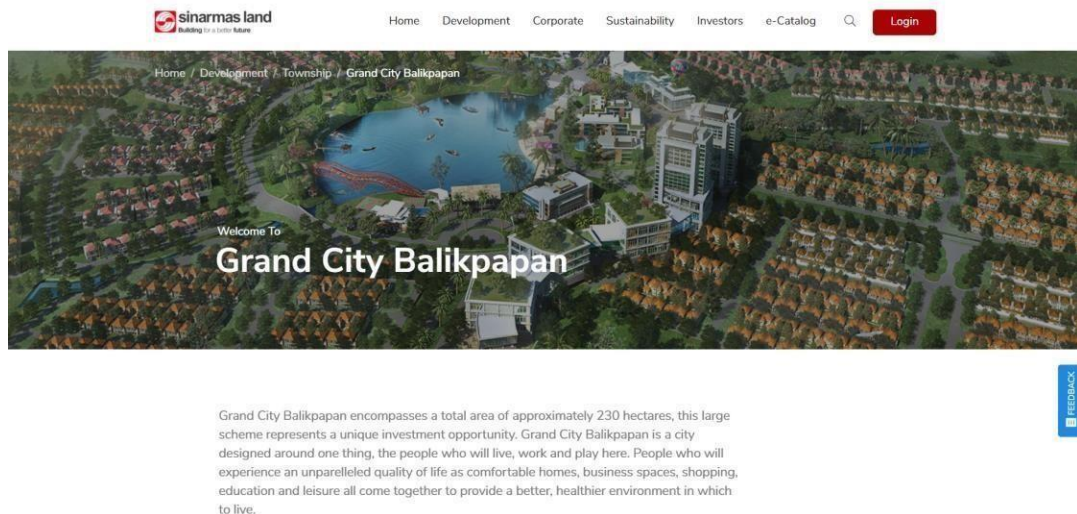 sinarmas land
Building for a better future
Home Development Corporate Sustainability Investors e-Catalog Login
Home / Development / Township / Grand City Balikpapan
Welcome To
Grand City Balikpapan
FEEDBACK
Grand City Balikpapan encompasses a total area of approximately 230 hectares, this large
scheme represents a unique investment opportunity. Grand City Balikpapan is a city
designed around one thing, the people who will live, work and play here. People who will
experience an unparelleled quality of life as comfortable homes, business spaces, shopping,
education and leisure all come together to provide a better, healthier environment in which
to live.